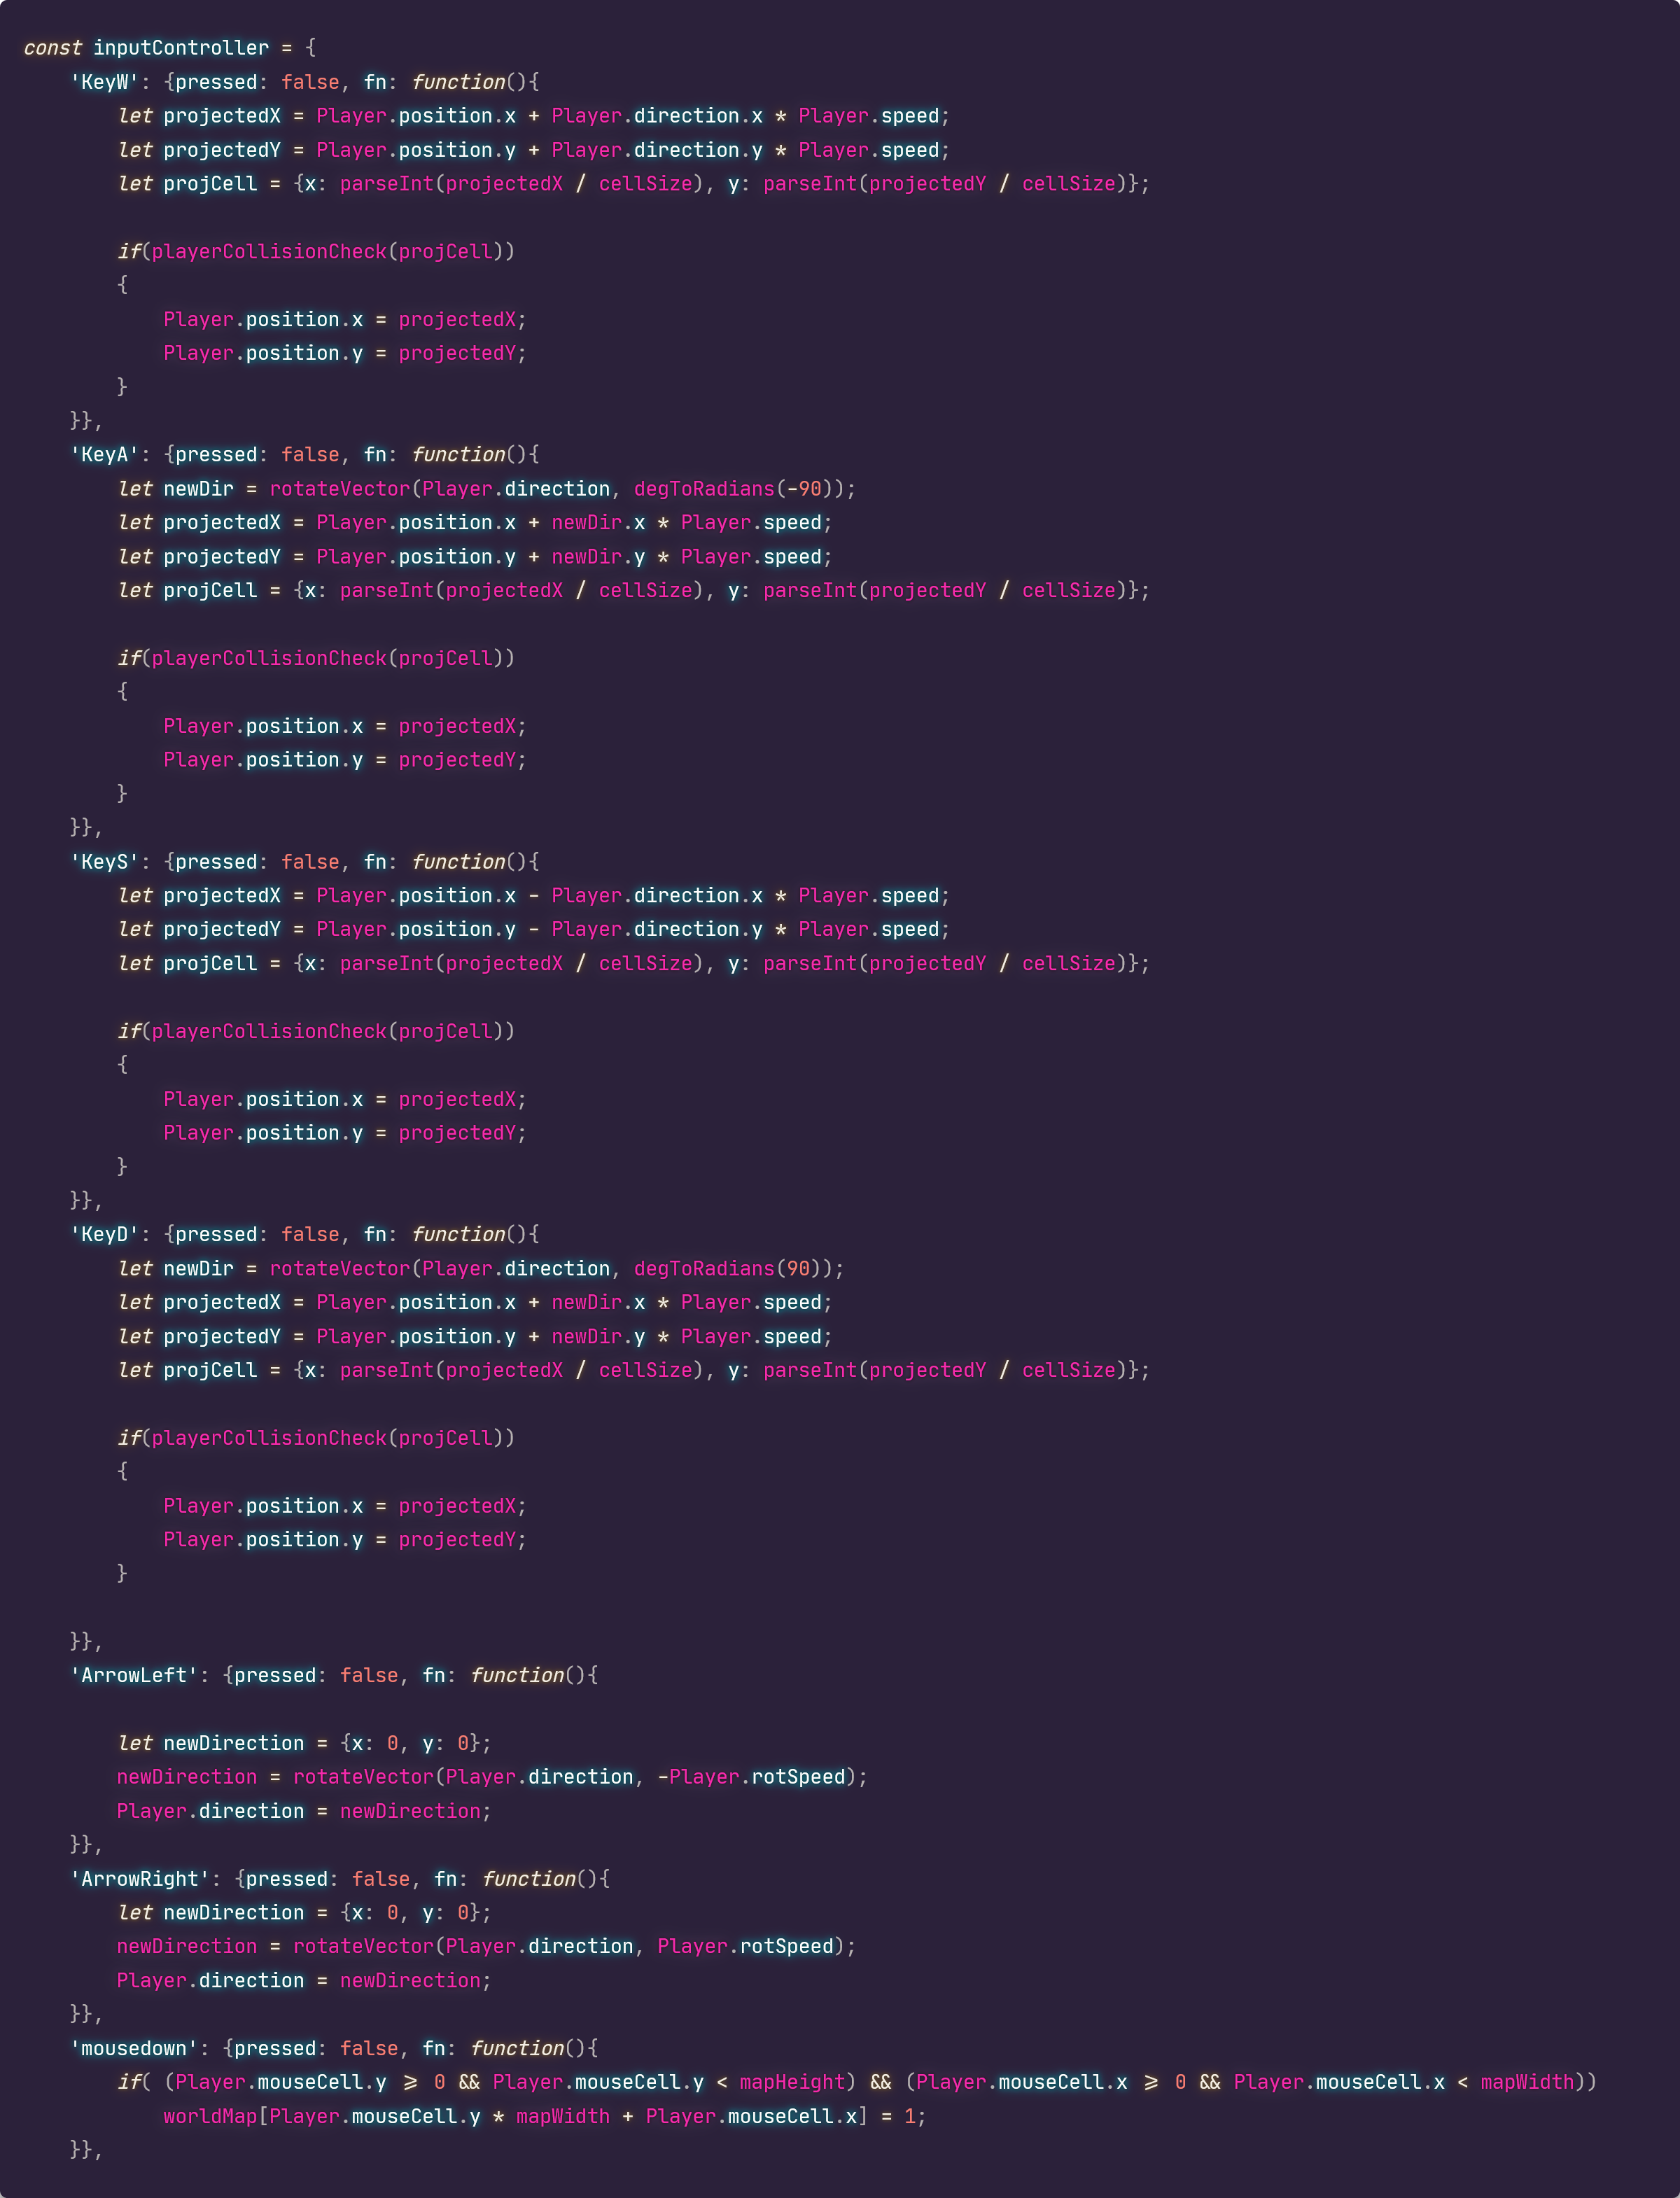 const inputController = {
    'KeyW': {pressed: false, fn: function(){
        let projectedX = Player.position.x + Player.direction.x * Player.speed;
        let projectedY = Player.position.y + Player.direction.y * Player.speed;
        let projCell = {x: parseInt(projectedX / cellSize), y: parseInt(projectedY / cellSize)};

        if(playerCollisionCheck(projCell))
        {
            Player.position.x = projectedX;
            Player.position.y = projectedY;
        }
    }},
    'KeyA': {pressed: false, fn: function(){
        let newDir = rotateVector(Player.direction, degToRadians(-90));
        let projectedX = Player.position.x + newDir.x * Player.speed;
        let projectedY = Player.position.y + newDir.y * Player.speed;
        let projCell = {x: parseInt(projectedX / cellSize), y: parseInt(projectedY / cellSize)};

        if(playerCollisionCheck(projCell))
        {
            Player.position.x = projectedX;
            Player.position.y = projectedY;
        }
    }},
    'KeyS': {pressed: false, fn: function(){
        let projectedX = Player.position.x - Player.direction.x * Player.speed;
        let projectedY = Player.position.y - Player.direction.y * Player.speed;
        let projCell = {x: parseInt(projectedX / cellSize), y: parseInt(projectedY / cellSize)};

        if(playerCollisionCheck(projCell))
        {
            Player.position.x = projectedX;
            Player.position.y = projectedY;
        }
    }},
    'KeyD': {pressed: false, fn: function(){
        let newDir = rotateVector(Player.direction, degToRadians(90));
        let projectedX = Player.position.x + newDir.x * Player.speed;
        let projectedY = Player.position.y + newDir.y * Player.speed;
        let projCell = {x: parseInt(projectedX / cellSize), y: parseInt(projectedY / cellSize)};

        if(playerCollisionCheck(projCell))
        {
            Player.position.x = projectedX;
            Player.position.y = projectedY;
        }

    }},
    'ArrowLeft': {pressed: false, fn: function(){

        let newDirection = {x: 0, y: 0};
        newDirection = rotateVector(Player.direction, -Player.rotSpeed);
        Player.direction = newDirection;
    }},
    'ArrowRight': {pressed: false, fn: function(){
        let newDirection = {x: 0, y: 0};
        newDirection = rotateVector(Player.direction, Player.rotSpeed);
        Player.direction = newDirection;
    }},
    'mousedown': {pressed: false, fn: function(){
        if( (Player.mouseCell.y >= 0 && Player.mouseCell.y < mapHeight) && (Player.mouseCell.x >= 0 && Player.mouseCell.x < mapWidth))
            worldMap[Player.mouseCell.y * mapWidth + Player.mouseCell.x] = 1;
    }},